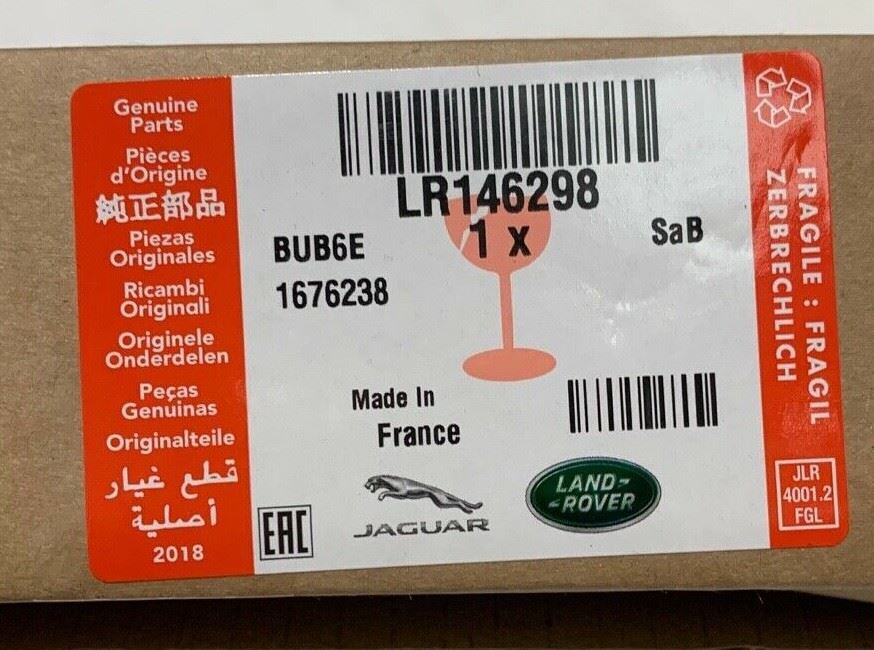 Genuine
Parts
Pièces
d'Origine
純正部品
Piezas
Originales
Ricambi
Originali
Originele
Onderdelen
Peças
Genuinas
Originalteile
قطع غيار
أصلية
2018
LR146298
BUB6E
1 x
SaB
1676238
Made In
France
EAC
JAGUAR
LAND-
-ROVER
FRAGILE : FRAGIL
ZERBRECHLICH
JLR
4001.2
FGL